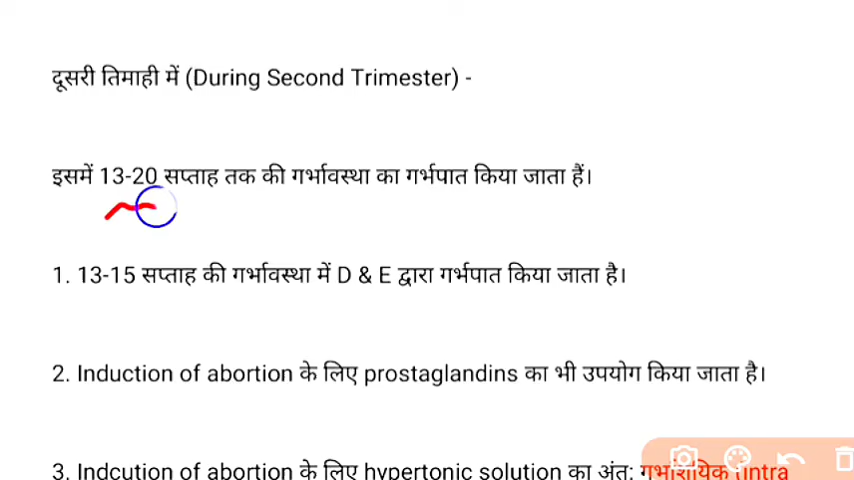 दूसरी तिमाही में (During Second Trimester) -
इसमें 13-20 सप्ताह तक की गर्भावस्था का गर्भपात किया जाता हैं।
1. 13-15 सप्ताह की गर्भावस्था में D & E द्वारा गर्भपात किया जाता है।
2. Induction of abortion के लिए prostaglandins का भी उपयोग किया जाता है।
3. Indcution of abortion के लिए hypertonic solution का अंत: गर्भाशयिक (intra